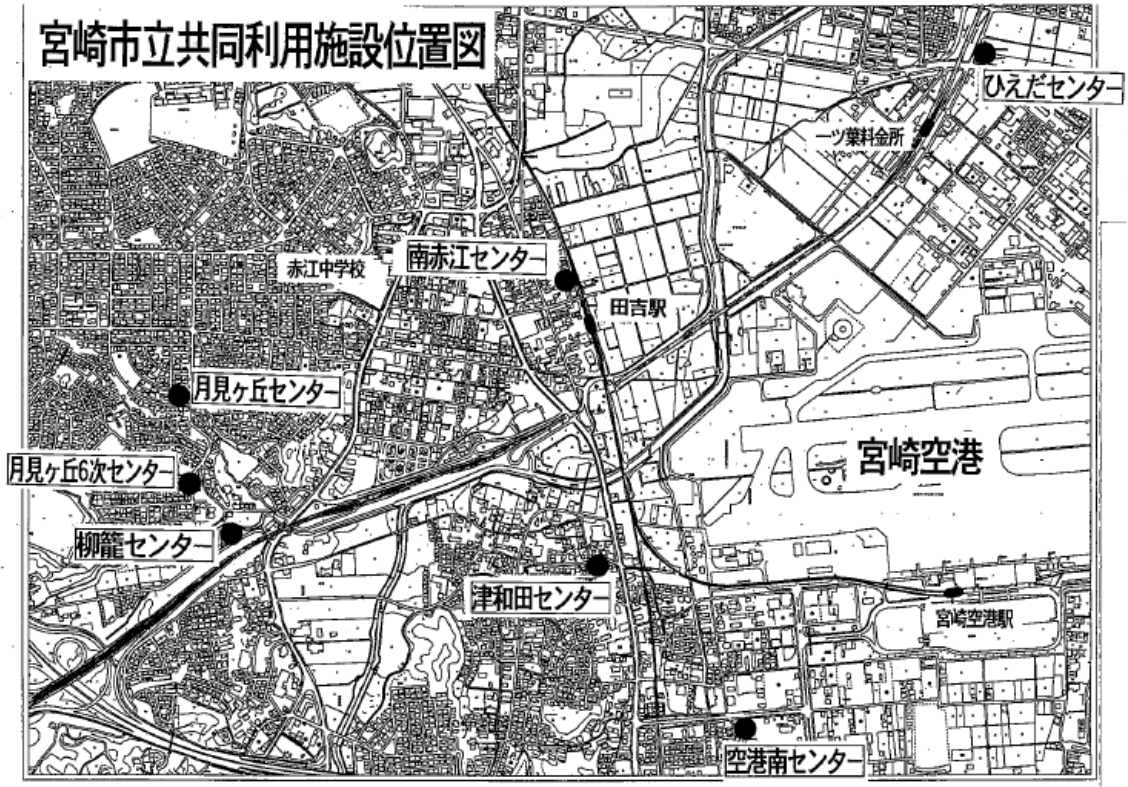 宮崎市立共同利用施設位置図
ひえだセンター
一ツ葉料金所
南赤江センター
赤江中学校
田吉駅
月見ヶ丘センター
宮崎空港
月見ヶ丘6次センター
柳籠センター
津和田センター
宮崎空港駅
空港南センター